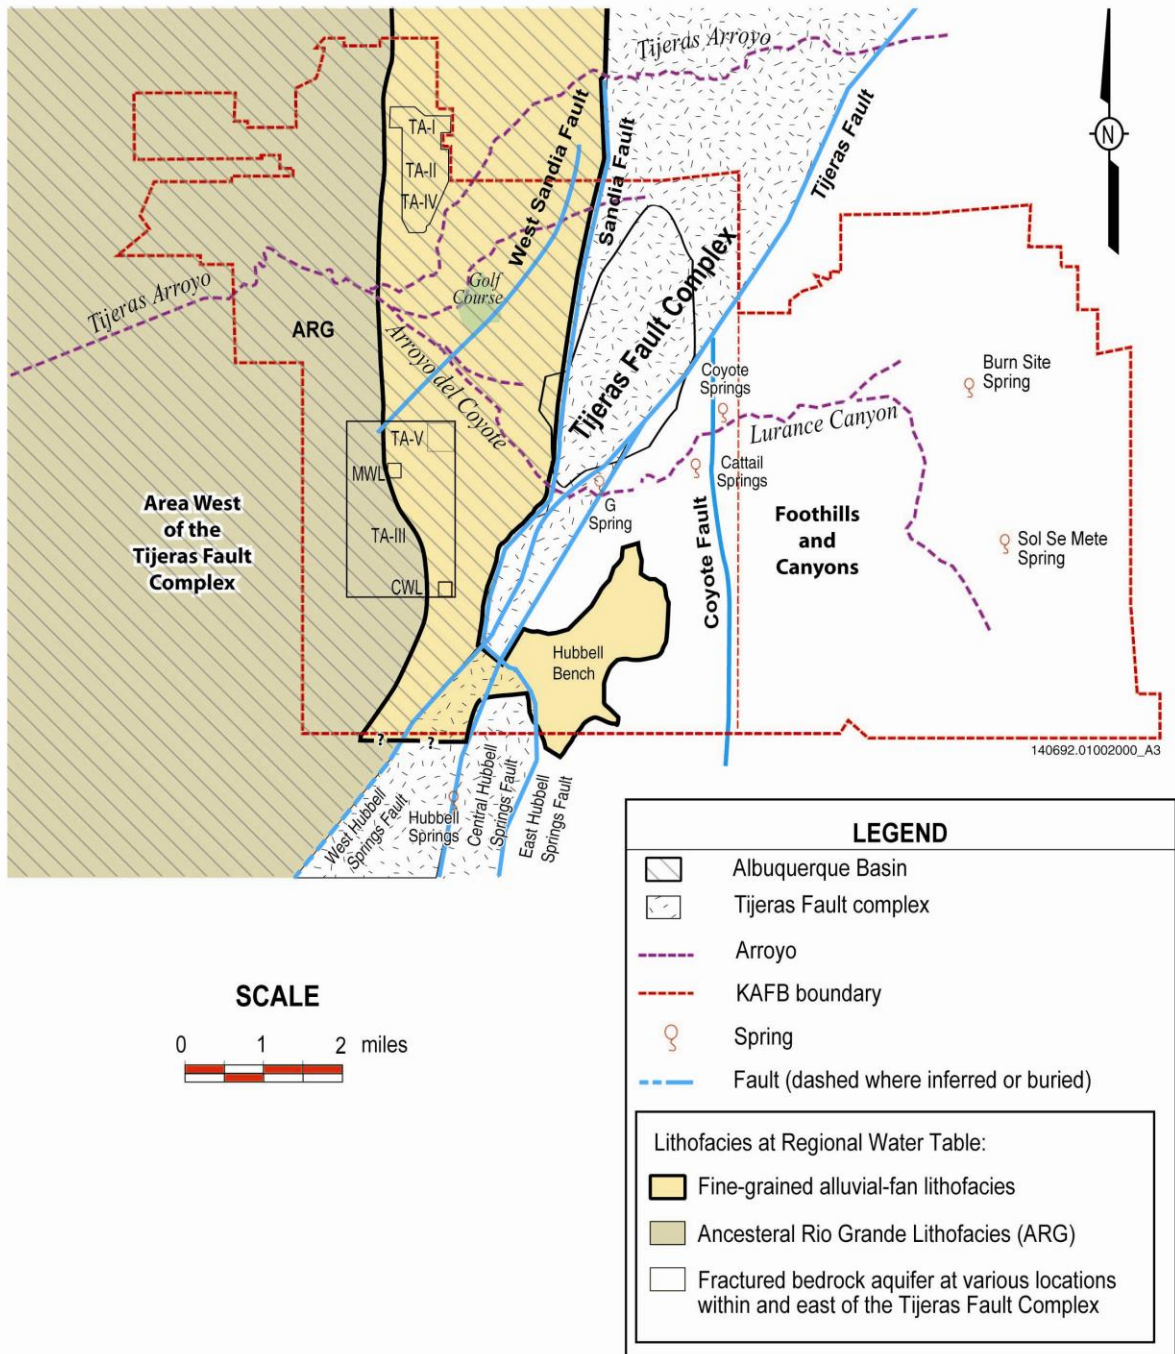 Tijeras Arroyo
N
TA-I
TA-II
TA-IV
West Sandia Fault
Sandia Fault
Tijeras Fault
Golf
Course
Tijeras Arroyo
ARG
Arroyo del Coyote
Tijeras Fault Complex
Coyote
Springs
Burn Site
Spring
Lurance Canyon
TA-V
MWL
Cattail
Springs
G
Spring
Area West
of the
Tijeras Fault
Complex
TA-III
Foothills
and
Canyons
Sol Se Mete
Spring
CWL
Coyote Fault
Hubbell
Bench
?
?
140692.01002000_A3
West Hubbell
Springs Fault
Hubbell
Springs
Central Hubbell
Springs Fault
East Hubbell
Springs Fault
LEGEND
Albuquerque Basin
Tijeras Fault complex
Arroyo
KAFB boundary
Spring
Fault (dashed where inferred or buried)
Lithofacies at Regional Water Table:
Fine-grained alluvial-fan lithofacies
Ancesteral Rio Grande Lithofacies (ARG)
Fractured bedrock aquifer at various locations
within and east of the Tijeras Fault Complex
SCALE
0 1 2 miles